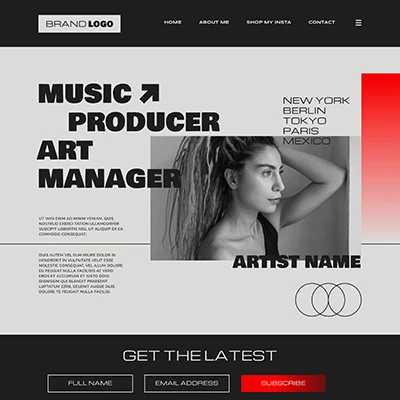 BRAND LOGO
HOME
ABOUT ME
SHOP MY INSTA
CONTACT
MUSIC ↗
PRODUCER
ART
MANAGER
NEW YORK
BERLIN
TOKYO
PARIS
MEXICO
UT WISI ENIM AD MINIM VENIAM, QUIS
NOSTRUD EXERCI TATION ULLAMCORPER
SUSCIPIT LOBORTIS NISL UT ALIQUIP EX EA
COMMODO CONSEQUAT.
DUIS AUTEM VEL EUM IRIURE DOLOR IN
HENDRERIT IN VULPUTATE VELIT ESSE
MOLESTIE CONSEQUAT, VEL ILLUM DOLORE
EU FEUGIAT NULLA FACILISIS AT VERO
EROS ET ACCUMSAN ET IUSTO ODIO
DIGNISSIM QUI BLANDIT PRAESENT
LUPTATUM ZZRIL DELENIT AUGUE DUIS
DOLORE TE FEUGAIT NULLA FACILISI.
ARTIST NAME
GET THE LATEST
FULL NAME
EMAIL ADDRESS
SUBSCRIBE